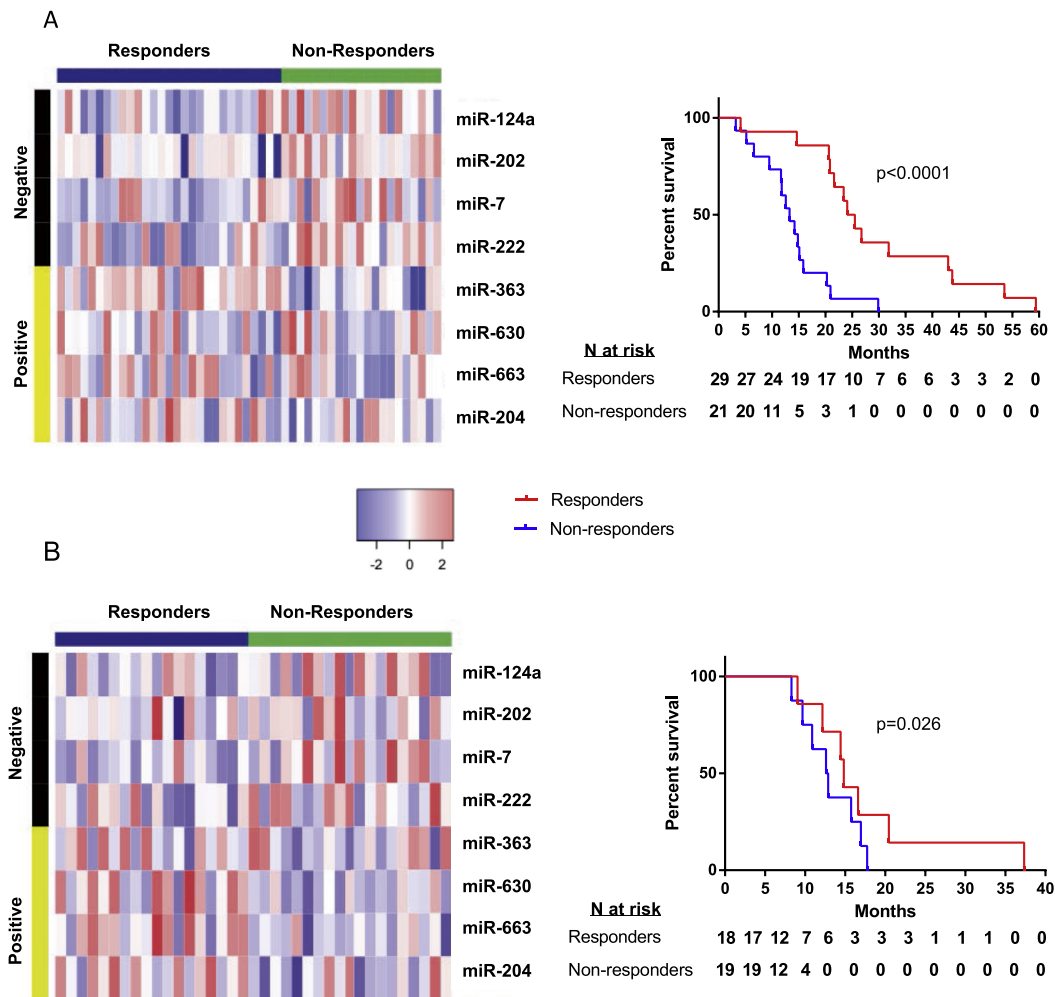 A
Responders Non-Responders
Negative
Positive
miR-124a
miR-202
miR-7
miR-222
miR-363
miR-630
miR-663
miR-204
Percent survival
100
50
0
p<0.0001
0 5 10 15 20 25 30 35 40 45 50 55 60
Months
N at risk
Responders 29 27 24 19 17 10 7 6 6 3 3 2 0
Non-responders 21 20 11 5 3 1 0 0 0 0 0 0 0
-2 0 2
Responders
Non-responders
B
Responders Non-Responders
Negative
Positive
miR-124a
miR-202
miR-7
miR-222
miR-363
miR-630
miR-663
miR-204
Percent survival
100
50
0
p=0.026
0 5 10 15 20 25 30 35 40
Months
N at risk
Responders 18 17 12 7 6 3 3 3 1 1 1 0 0
Non-responders 19 19 12 4 0 0 0 0 0 0 0 0 0